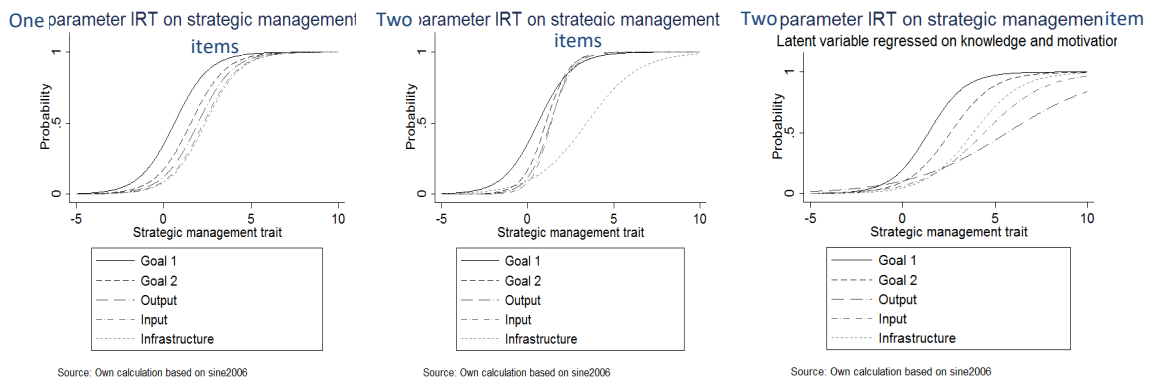 One parameter IRT on strategic management
items
1
.5
0
Probability
-5 0 5 10
Strategic management trait
Goal 1
Goal 2
Output
Input
Infrastructure
Source: Own calculation based on sine2006
Two parameter IRT on strategic management
items
1
.5
0
Probability
-5 0 5 10
Strategic management trait
Goal 1
Goal 2
Output
Input
Infrastructure
Source: Own calculation based on sine2006
Two parameter IRT on strategic managemen item
Latent variable regressed on knowledge and motivation
1
.5
0
Probability
-5 0 5 10
Strategic management trait
Goal 1
Goal 2
Output
Input
Infrastructure
Source: Own calculation based on sine2006